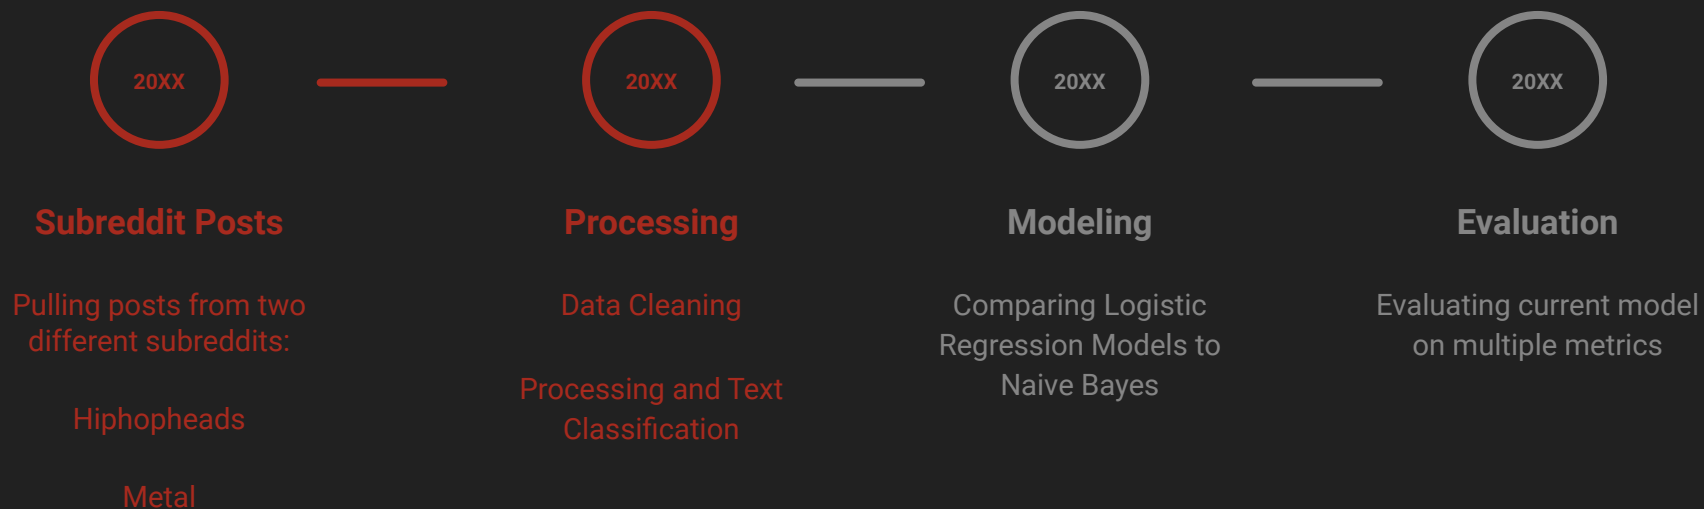 20XX
20XX
20XX
20XX
Subreddit Posts
Pulling posts from two
different subreddits:
Hiphopheads
Metal
Processing
Data Cleaning
Processing and Text
Classification
Modeling
Comparing Logistic
Regression Models to
Naive Bayes
Evaluation
Evaluating current model
on multiple metrics